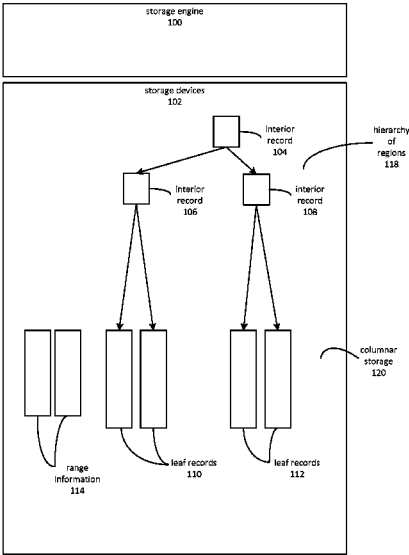 storage engine
100
storage devices
102
interior
record
104
hierarchy
of
regions
118
interior
record
106
interior
record
108
columnar
storage
120
range
information
114
leaf records
110
leaf records
112